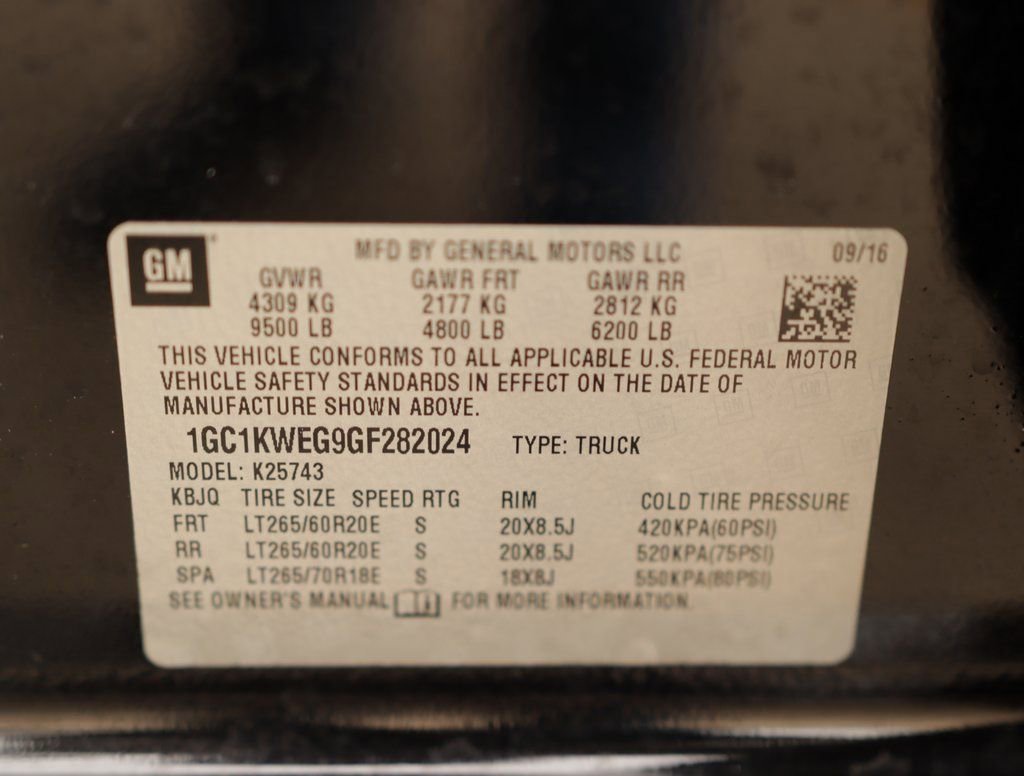 GM MFD BY GENERAL MOTORS LLC 09/16
GVWR GAWR FRT GAWR RR
4309 KG 2177 KG 2812 KG
9500 LB 4800 LB 6200 LB
THIS VEHICLE CONFORMS TO ALL APPLICABLE U.S. FEDERAL MOTOR
VEHICLE SAFETY STANDARDS IN EFFECT ON THE DATE OF
MANUFACTURE SHOWN ABOVE.
1GC1KWEG9GF282024 TYPE: TRUCK
MODEL: K25743
KBJQ TIRE SIZE SPEED RTG RIM COLD TIRE PRESSURE
FRT LT265/60R20E S 20X8.5J 420KPA(60PSI)
RR LT265/60R20E S 20X8.5J 520KPA(75PSI)
SPA LT265/70R18E S 18X8J 550KPA(80PSI)
SEE OWNER'S MANUAL FOR MORE INFORMATION.